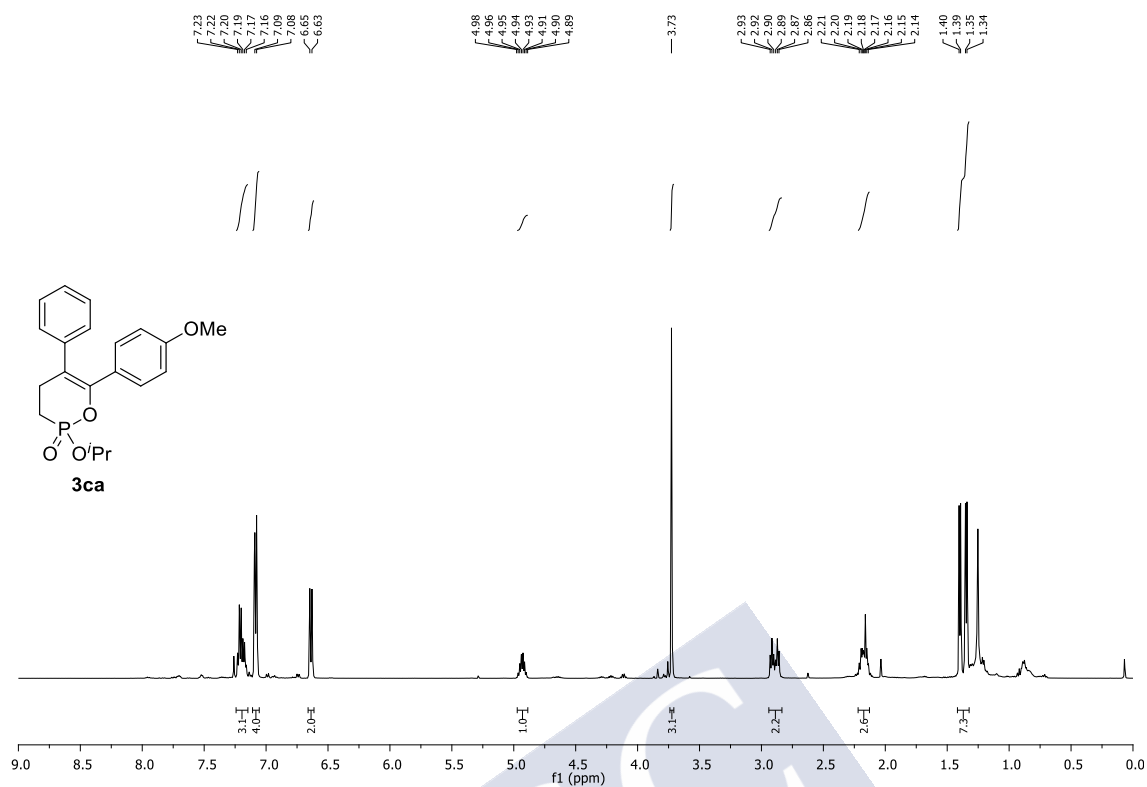 7.23 7.22 7.20 7.19 7.17 7.16 7.09 7.08 6.65 6.63 4.98 4.96 4.95 4.94 4.93 4.91 4.90 4.89 3.73 2.93 2.92 2.90 2.89 2.87 2.86 2.21 2.20 2.19 2.18 2.17 2.16 2.15 2.14 1.40 1.39 1.35 1.34
OMe
O
P
O OⁱPr
3ca
3.1 4.0 2.0 1.0 3.1 2.2 2.6 7.3
9.0 8.5 8.0 7.5 7.0 6.5 6.0 5.5 5.0 4.5 4.0 3.5 3.0 2.5 2.0 1.5 1.0 0.5 0.0
f1 (ppm)